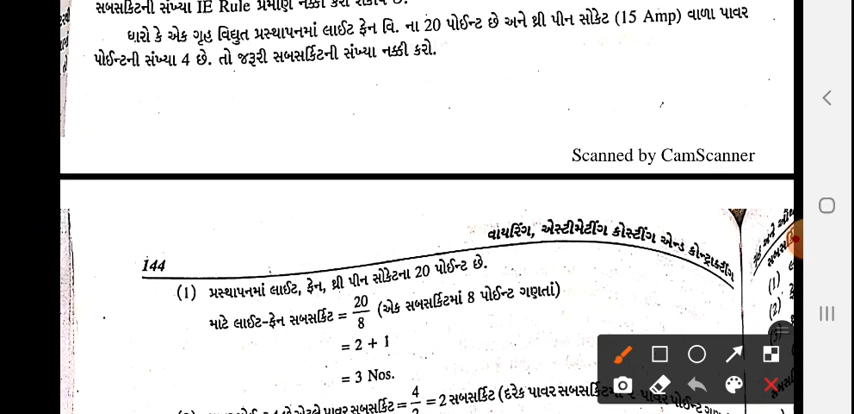 સબસર્કિટની સંખ્યા IE Rule પ્રમાણે નક્કી કરી શકાય છે.
ધારો કે એક ગૃહ વિદ્યુત પ્રસ્થાપનમાં લાઈટ ફેન વિ. ના 20 પોઈન્ટ છે અને થ્રી પીન સોકેટ (15 Amp) વાળા પાવર
પોઈન્ટની સંખ્યા 4 છે. તો જરૂરી સબસર્કિટની સંખ્યા નક્કી કરો.
Scanned by CamScanner
વાયરિંગ, એસ્ટીમેટીંગ કોસ્ટીંગ એન્ડ કોન્ટ્રાક્ટીંગ
144
(1) પ્રસ્થાપનમાં લાઈટ, ફેન, થ્રી પીન સોકેટના 20 પોઈન્ટ છે.
માટે લાઈટ-ફેન સબસર્કિટ = 20/8 (એક સબસર્કિટમાં 8 પોઈન્ટ ગણતાં)
= 2 + 1
= 3 Nos.
પાવર સબસર્કિટ = 4/2 = 2 સબસર્કિટ (દરેક પાવર સબસર્કિટ
(1)
(2)